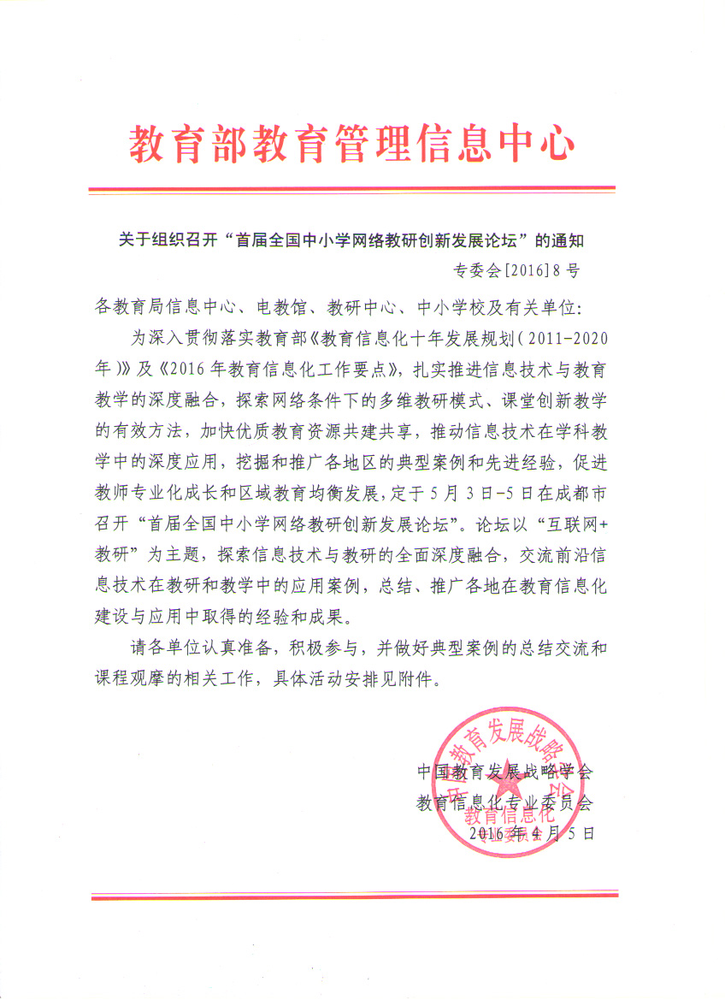 教育部教育管理信息中心
关于组织召开“首届全国中小学网络教研创新发展论坛”的通知
专委会[2016]8 号
各教育局信息中心、电教馆、教研中心、中小学校及有关单位：
为深入贯彻落实教育部《教育信息化十年发展规划(2011-2020
年)》及《2016 年教育信息化工作要点》，扎实推进信息技术与教育
教学的深度融合，探索网络条件下的多维教研模式、课堂创新教学
的有效方法，加快优质教育资源共建共享，推动信息技术在学科教
学中的深度应用，挖掘和推广各地区的典型案例和先进经验，促进
教师专业化成长和区域教育均衡发展，定于 5 月 3 日-5 日在成都市
召开“首届全国中小学网络教研创新发展论坛”。论坛以“互联网+
教研”为主题，探索信息技术与教研的全面深度融合，交流前沿信
息技术在教研和教学中的应用案例，总结、推广各地在教育信息化
建设与应用中取得的经验和成果。
请各单位认真准备，积极参与，并做好典型案例的总结交流和
课程观摩的相关工作，具体活动安排见附件。
中国教育发展战略学会
教育信息化专业委员会
2016 年 4 月 5 日
中国教育发展战略学会
教育信息化
专业委员会